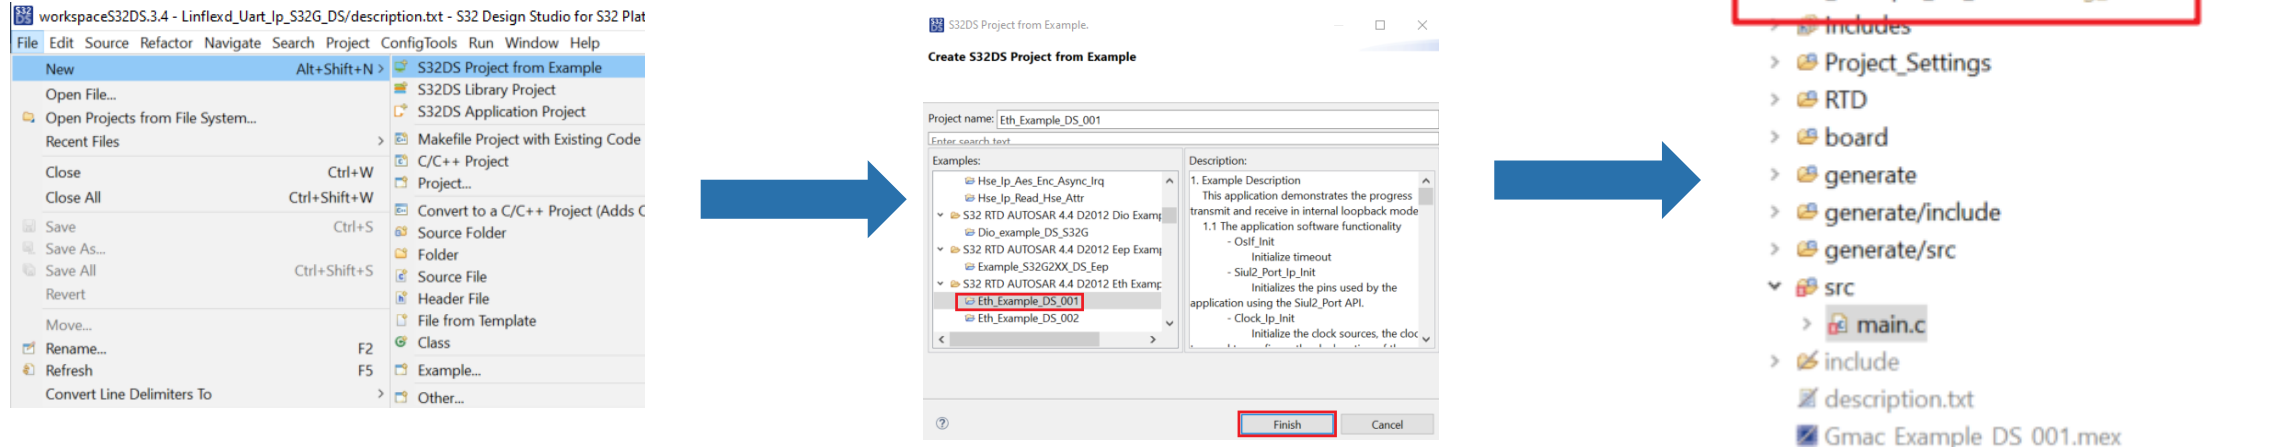 workspaceS32DS.3.4 - Linflexd_Uart_Ip_S32G_DS/description.txt - S32 Design Studio for S32 Plat
File Edit Source Refactor Navigate Search Project ConfigTools Run Window Help
New Alt+Shift+N >
Open File...
Open Projects from File System...
Recent Files >
Close Ctrl+W
Close All Ctrl+Shift+W
Save Ctrl+S
Save As...
Save All Ctrl+Shift+S
Revert
Move...
Rename... F2
Refresh F5
Convert Line Delimiters To >
S32DS Project from Example
S32DS Library Project
S32DS Application Project
Makefile Project with Existing Code
C/C++ Project
Project...
Convert to a C/C++ Project (Adds C
Source Folder
Folder
Source File
Header File
File from Template
Class
Example...
Other...
S32DS Project from Example.
Create S32DS Project from Example
Project name: Eth_Example_DS_001
Enter search text
Examples:
Hse_Ip_Aes_Enc_Async_Irq
Hse_Ip_Read_Hse_Attr
S32 RTD AUTOSAR 4.4 D2012 Dio Examp
Dio_example_DS_S32G
S32 RTD AUTOSAR 4.4 D2012 Eep Examp
Example_S32G2XX_DS_Eep
S32 RTD AUTOSAR 4.4 D2012 Eth Examp
Eth_Example_DS_001
Eth_Example_DS_002
Description:
1. Example Description
This application demonstrates the progress
transmit and receive in internal loopback mode
1.1 The application software functionality
- OsIf_Init
Initialize timeout
- Siul2_Port_Ip_Init
Initializes the pins used by the
application using the Siul2_Port API.
- Clock_Ip_Init
Initialize the clock sources, the cloc
Finish Cancel
Includes
Project_Settings
RTD
board
generate
generate/include
generate/src
src
main.c
include
description.txt
Gmac_Example_DS_001.mex